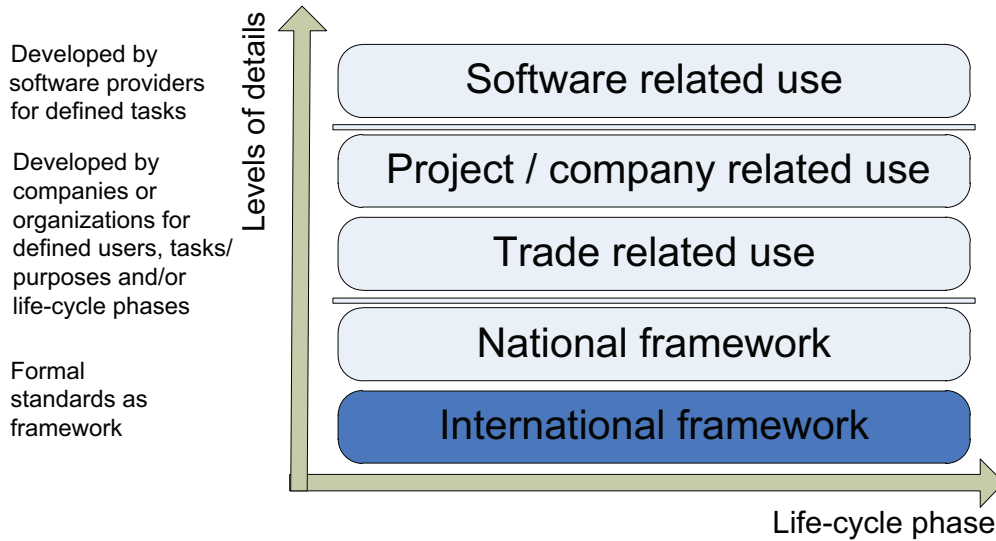 Developed by
software providers
for defined tasks
Developed by
companies or
organizations for
defined users, tasks/
purposes and/or
life-cycle phases
Formal
standards as
framework
Levels of details
Software related use
Project / company related use
Trade related use
National framework
International framework
Life-cycle phase